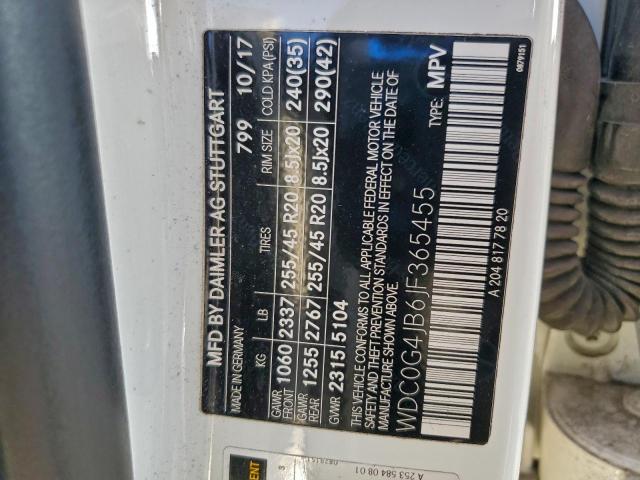 MFD BY DAIMLER AG STUTTGART
MADE IN GERMANY 799 10/17
KG LB TIRES RIM SIZE COLD KPA (PSI)
GAWR FRONT 1060 2337 255/45 R20 8.5Jx20 240(35)
GAWR REAR 1255 2767 255/45 R20 8.5Jx20 290(42)
GVWR 2315 5104
THIS VEHICLE CONFORMS TO ALL APPLICABLE FEDERAL MOTOR VEHICLE
SAFETY AND THEFT PREVENTION STANDARDS IN EFFECT ON THE DATE OF
MANUFACTURE SHOWN ABOVE.
WDC0G4JB6JF365455 TYPE: MPV
A 204 817 78 20
0879151
A 253 584 08 01